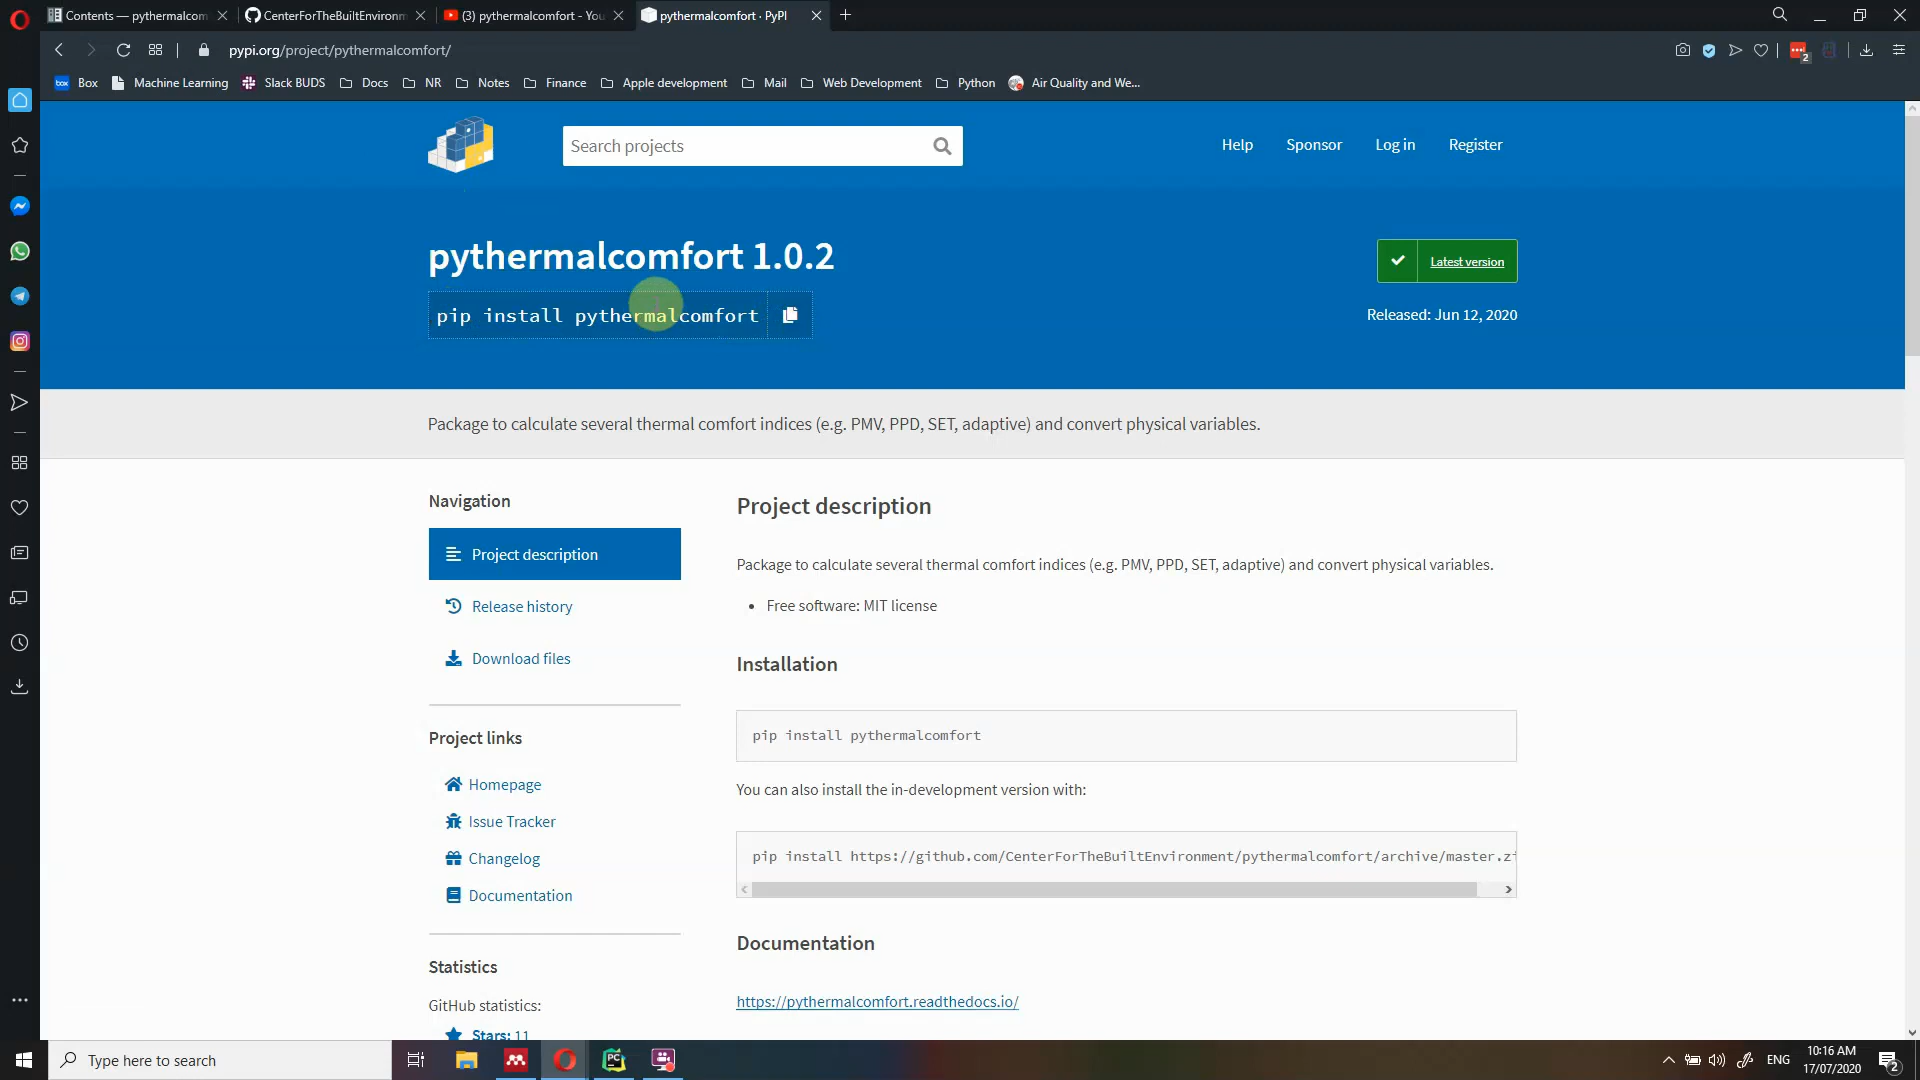 Contents — pythermalcom
CenterForTheBuiltEnvironm
(3) pythermalcomfort - You
pythermalcomfort · PyPI
pypi.org/project/pythermalcomfort/
2
box Box
Machine Learning
Slack BUDS
Docs
NR
Notes
Finance
Apple development
Mail
Web Development
Python
Air Quality and We...
Search projects
Help
Sponsor
Log in
Register
pythermalcomfort 1.0.2
pip install pythermalcomfort
Latest version
Released: Jun 12, 2020
Package to calculate several thermal comfort indices (e.g. PMV, PPD, SET, adaptive) and convert physical variables.
Navigation
Project description
Release history
Download files
Project links
Homepage
Issue Tracker
Changelog
Documentation
Statistics
GitHub statistics:
Stars: 11
Project description
Package to calculate several thermal comfort indices (e.g. PMV, PPD, SET, adaptive) and convert physical variables.
• Free software: MIT license
Installation
pip install pythermalcomfort
You can also install the in-development version with:
pip install https://github.com/CenterForTheBuiltEnvironment/pythermalcomfort/archive/master.zi
Documentation
https://pythermalcomfort.readthedocs.io/
Type here to search
PC
ENG
10:16 AM
17/07/2020
2